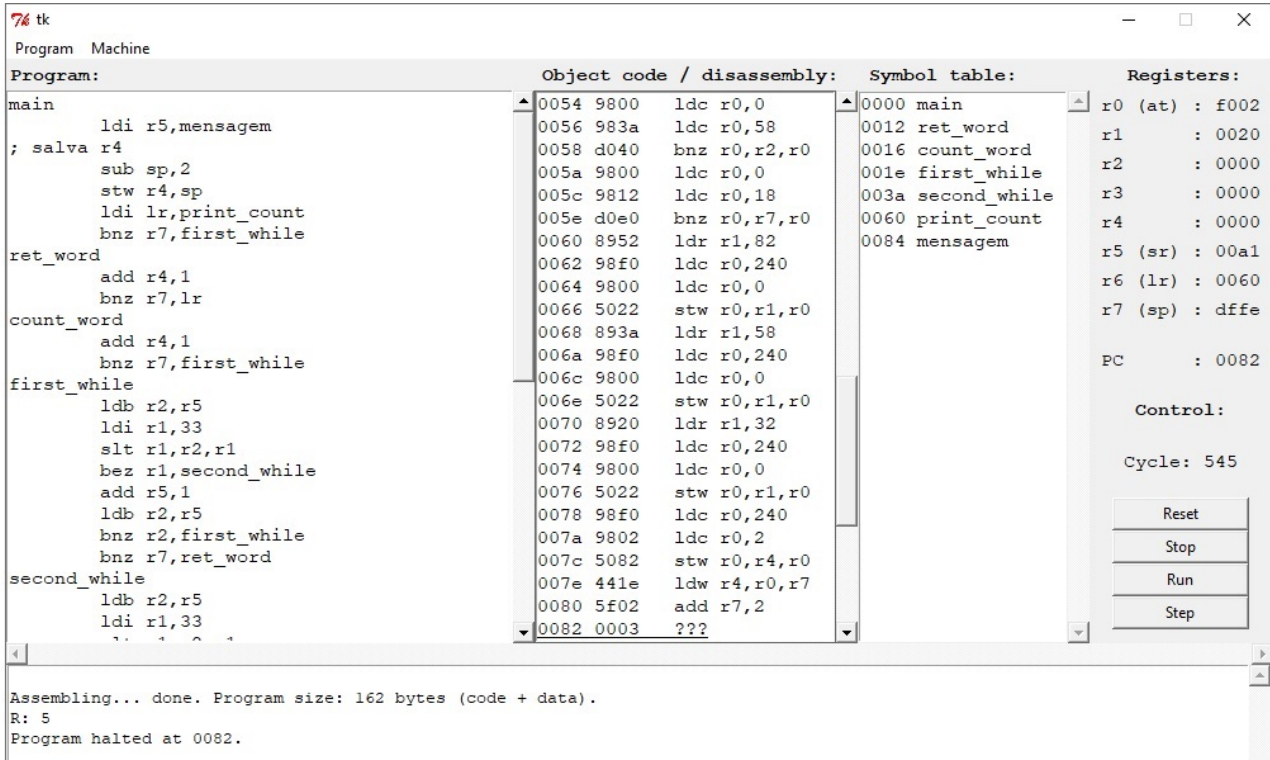 tk
Program Machine
Program:
main
ldi r5,mensagem
; salva r4
sub sp,2
stw r4,sp
ldi lr,print_count
bnz r7,first_while
ret_word
add r4,1
bnz r7,lr
count_word
add r4,1
bnz r7,first_while
first_while
ldb r2,r5
ldi r1,33
slt r1,r2,r1
bez r1,second_while
add r5,1
ldb r2,r5
bnz r2,first_while
bnz r7,ret_word
second_while
ldb r2,r5
ldi r1,33
Object code / disassembly:
0054 9800 ldc r0,0
0056 983a ldc r0,58
0058 d040 bnz r0,r2,r0
005a 9800 ldc r0,0
005c 9812 ldc r0,18
005e d0e0 bnz r0,r7,r0
0060 8952 ldr r1,82
0062 98f0 ldc r0,240
0064 9800 ldc r0,0
0066 5022 stw r0,r1,r0
0068 893a ldr r1,58
006a 98f0 ldc r0,240
006c 9800 ldc r0,0
006e 5022 stw r0,r1,r0
0070 8920 ldr r1,32
0072 98f0 ldc r0,240
0074 9800 ldc r0,0
0076 5022 stw r0,r1,r0
0078 98f0 ldc r0,240
007a 9802 ldc r0,2
007c 5082 stw r0,r4,r0
007e 441e ldw r4,r0,r7
0080 5f02 add r7,2
0082 0003 ???
Symbol table:
0000 main
0012 ret_word
0016 count_word
001e first_while
003a second_while
0060 print_count
0084 mensagem
Registers:
r0 (at) : f002
r1 : 0020
r2 : 0000
r3 : 0000
r4 : 0000
r5 (sr) : 00a1
r6 (lr) : 0060
r7 (sp) : dffe
PC : 0082
Control:
Cycle: 545
Reset
Stop
Run
Step
Assembling... done. Program size: 162 bytes (code + data).
R: 5
Program halted at 0082.